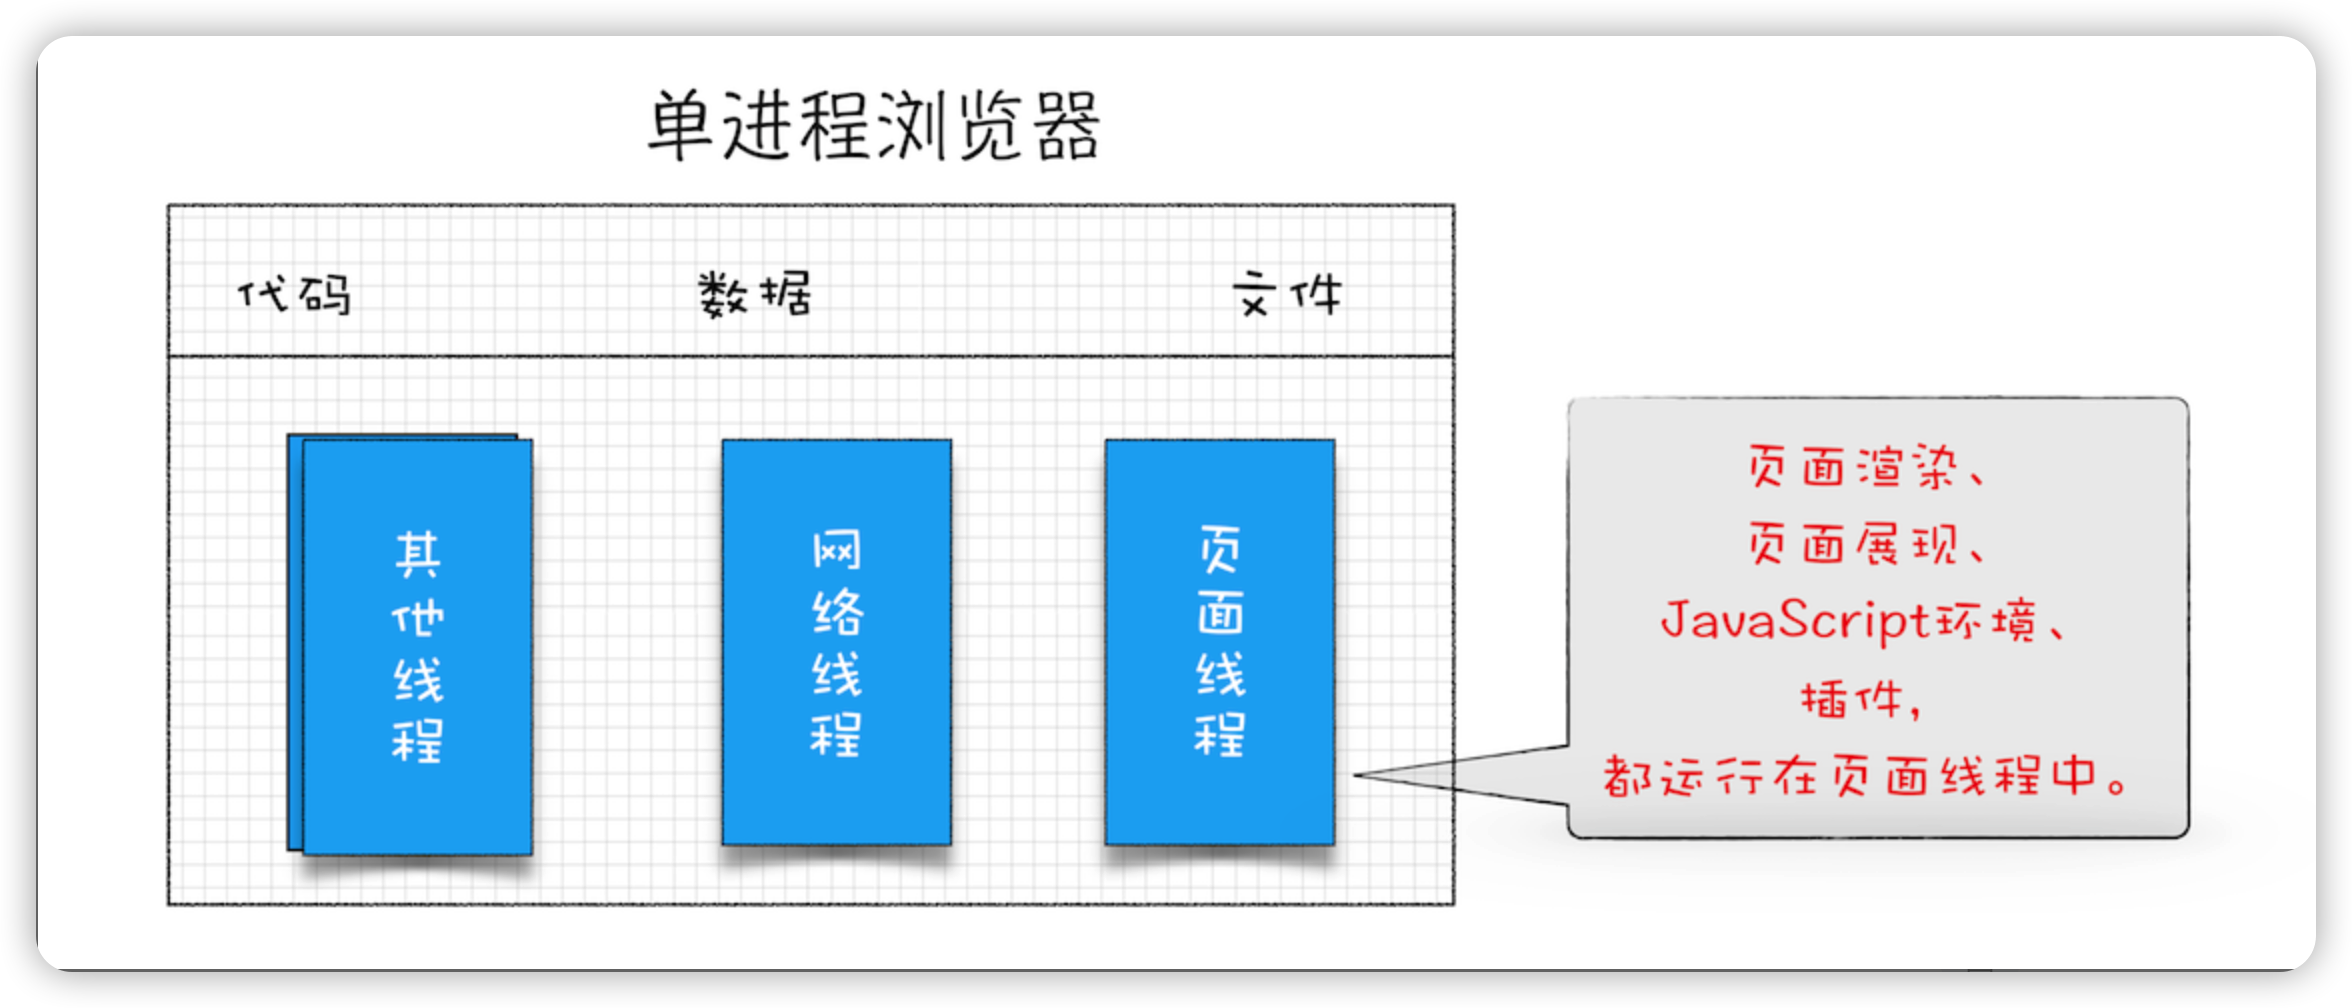 单进程浏览器
代码 数据 文件
其他线程
网络线程
页面线程
页面渲染、
页面展现、
JavaScript环境、
插件，
都运行在页面线程中。